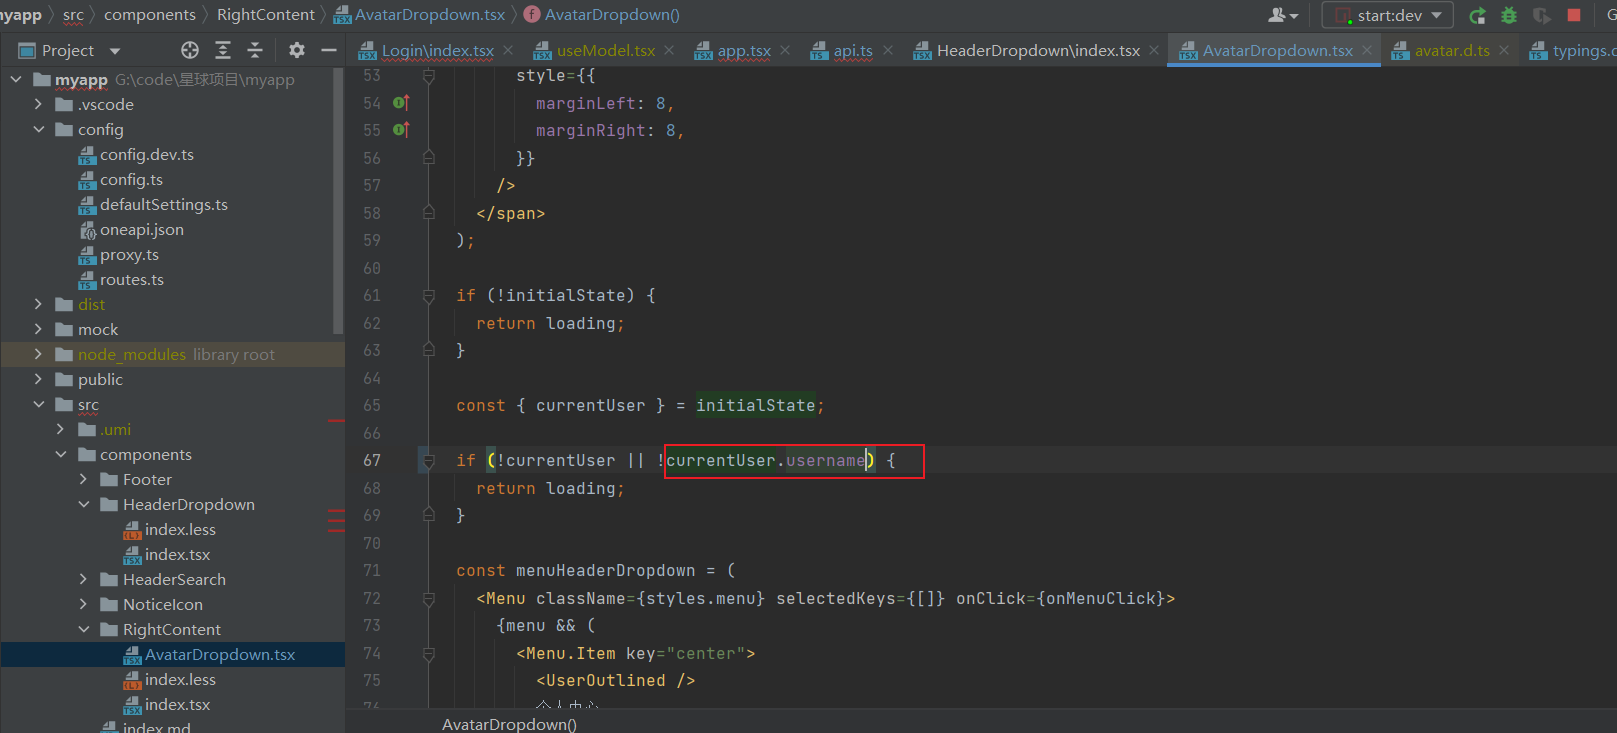 myapp src components RightContent AvatarDropdown.tsx AvatarDropdown() start:dev
Project Login\index.tsx useModel.tsx app.tsx api.ts HeaderDropdown\index.tsx AvatarDropdown.tsx avatar.d.ts
myapp G:\code\星球项目\myapp
.vscode
config
config.dev.ts
config.ts
defaultSettings.ts
oneapi.json
proxy.ts
routes.ts
dist
mock
node_modules library root
public
src
.umi
components
Footer
HeaderDropdown
index.less
index.tsx
HeaderSearch
NoticeIcon
RightContent
AvatarDropdown.tsx
index.less
index.tsx
index.md
53 style={{
54 marginLeft: 8,
55 marginRight: 8,
56 }}
57 />
58 </span>
59 );
60
61 if (!initialState) {
62 return loading;
63 }
64
65 const { currentUser } = initialState;
66
67 if (!currentUser || !currentUser.username) {
68 return loading;
69 }
70
71 const menuHeaderDropdown = (
72 <Menu className={styles.menu} selectedKeys={[]} onClick={onMenuClick}>
73 {menu && (
74 <Menu.Item key="center">
75 <UserOutlined />
76 个人中心
AvatarDropdown()